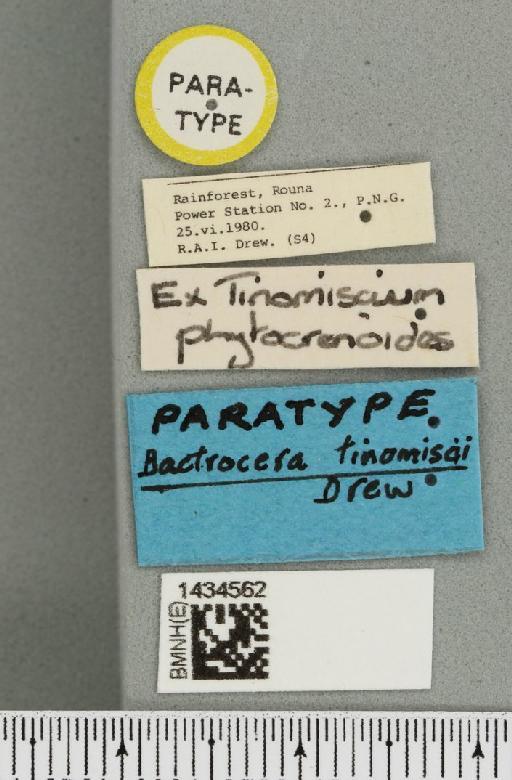 PARA-
TYPE
Rainforest, Rouna
Power Station No. 2., P.N.G.
25.vi.1980.
R.A.I. Drew. (S4)
Ex Tinomiscium
phytocrenoides
PARATYPE.
Bactrocera tinomiscii
Drew
1434562
BMNH(E)